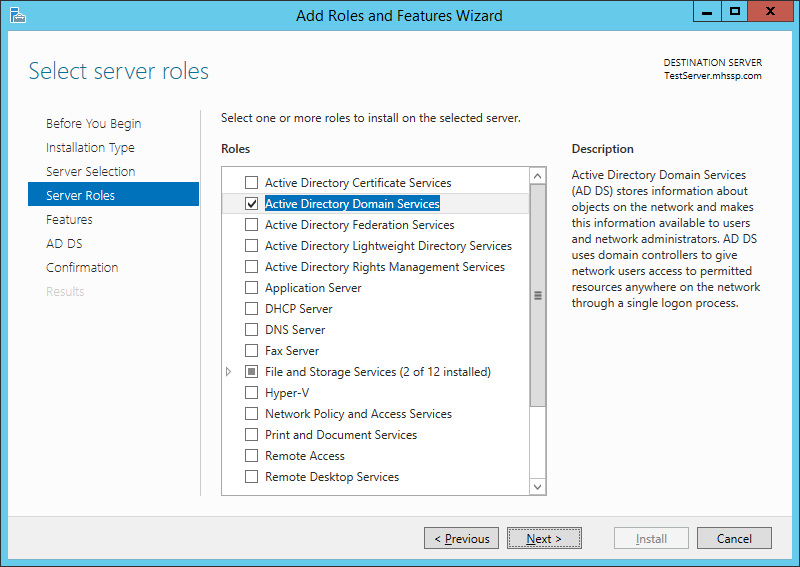 Add Roles and Features Wizard
Select server roles
DESTINATION SERVER
TestServer.mhssp.com
Before You Begin
Installation Type
Server Selection
Server Roles
Features
AD DS
Confirmation
Results
Select one or more roles to install on the selected server.
Roles
Active Directory Certificate Services
Active Directory Domain Services
Active Directory Federation Services
Active Directory Lightweight Directory Services
Active Directory Rights Management Services
Application Server
DHCP Server
DNS Server
Fax Server
File and Storage Services (2 of 12 installed)
Hyper-V
Network Policy and Access Services
Print and Document Services
Remote Access
Remote Desktop Services
Description
Active Directory Domain Services
(AD DS) stores information about
objects on the network and makes
this information available to users
and network administrators. AD DS
uses domain controllers to give
network users access to permitted
resources anywhere on the network
through a single logon process.
< Previous
Next >
Install
Cancel